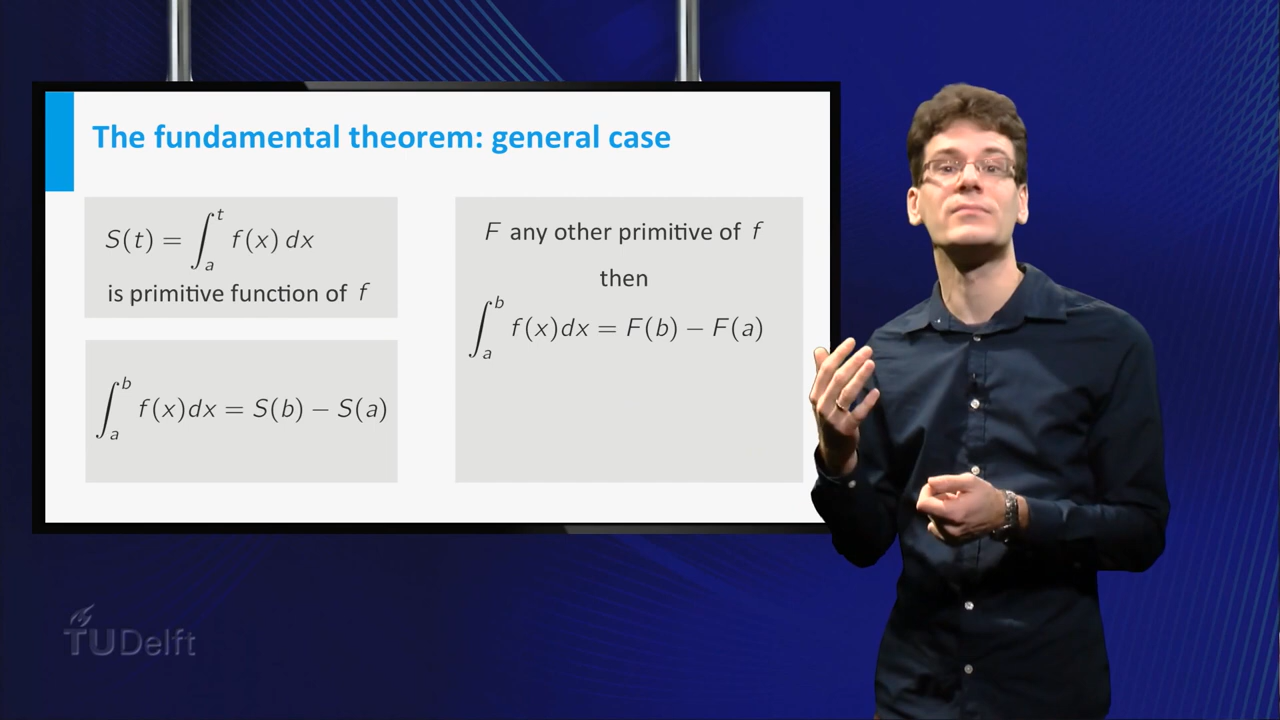 The fundamental theorem: general case
S(t) = ∫_a^t f(x) dx
is primitive function of f
∫_a^b f(x)dx = S(b) − S(a)
F any other primitive of f
then
∫_a^b f(x)dx = F(b) − F(a)
TUDelft